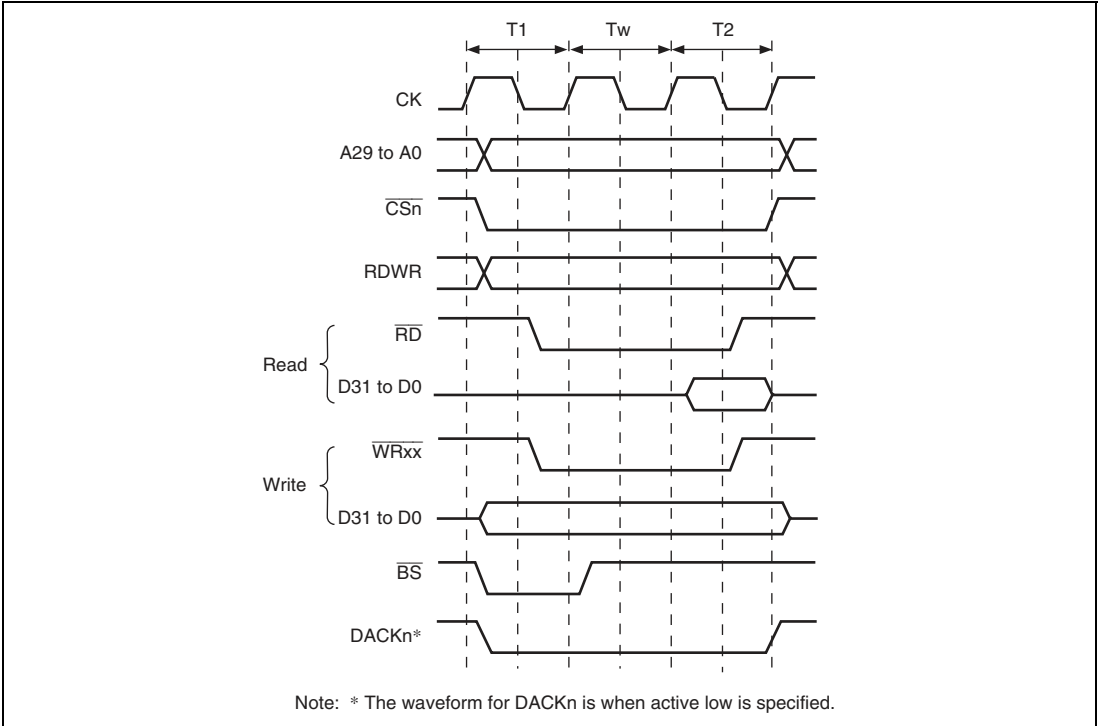 T1 Tw T2
CK
A29 to A0
CSn
RDWR
RD
Read
D31 to D0
WRxx
Write
D31 to D0
BS
DACKn*
Note: * The waveform for DACKn is when active low is specified.